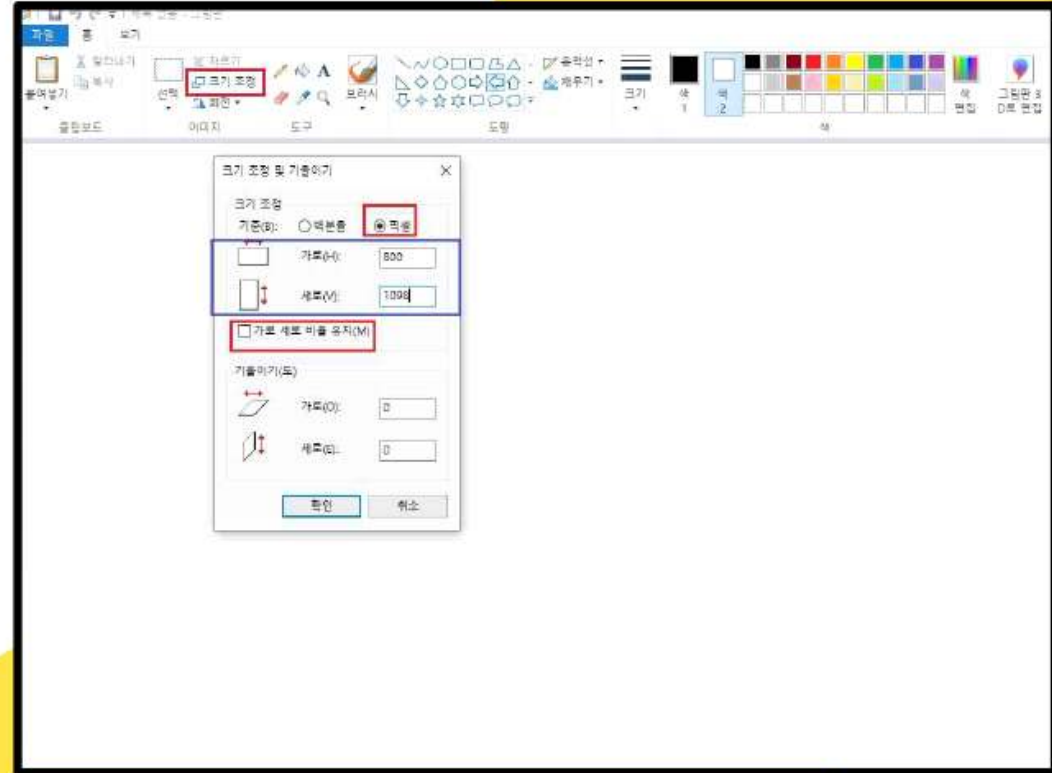 파일 홈 보기
붙여넣기
잘라내기
복사
클립보드
선택
자르기
크기 조정
회전
이미지
A
도구
브러시
도형
윤곽선
채우기
크기
색 1
색 2
색
색 편집
그림판 3D로 편집
크기 조정 및 기울이기
크기 조정
기준(B): 백분율 픽셀
가로(H): 800
세로(V): 1098
가로 세로 비율 유지(M)
기울이기(도)
가로(O): 0
세로(E): 0
확인 취소